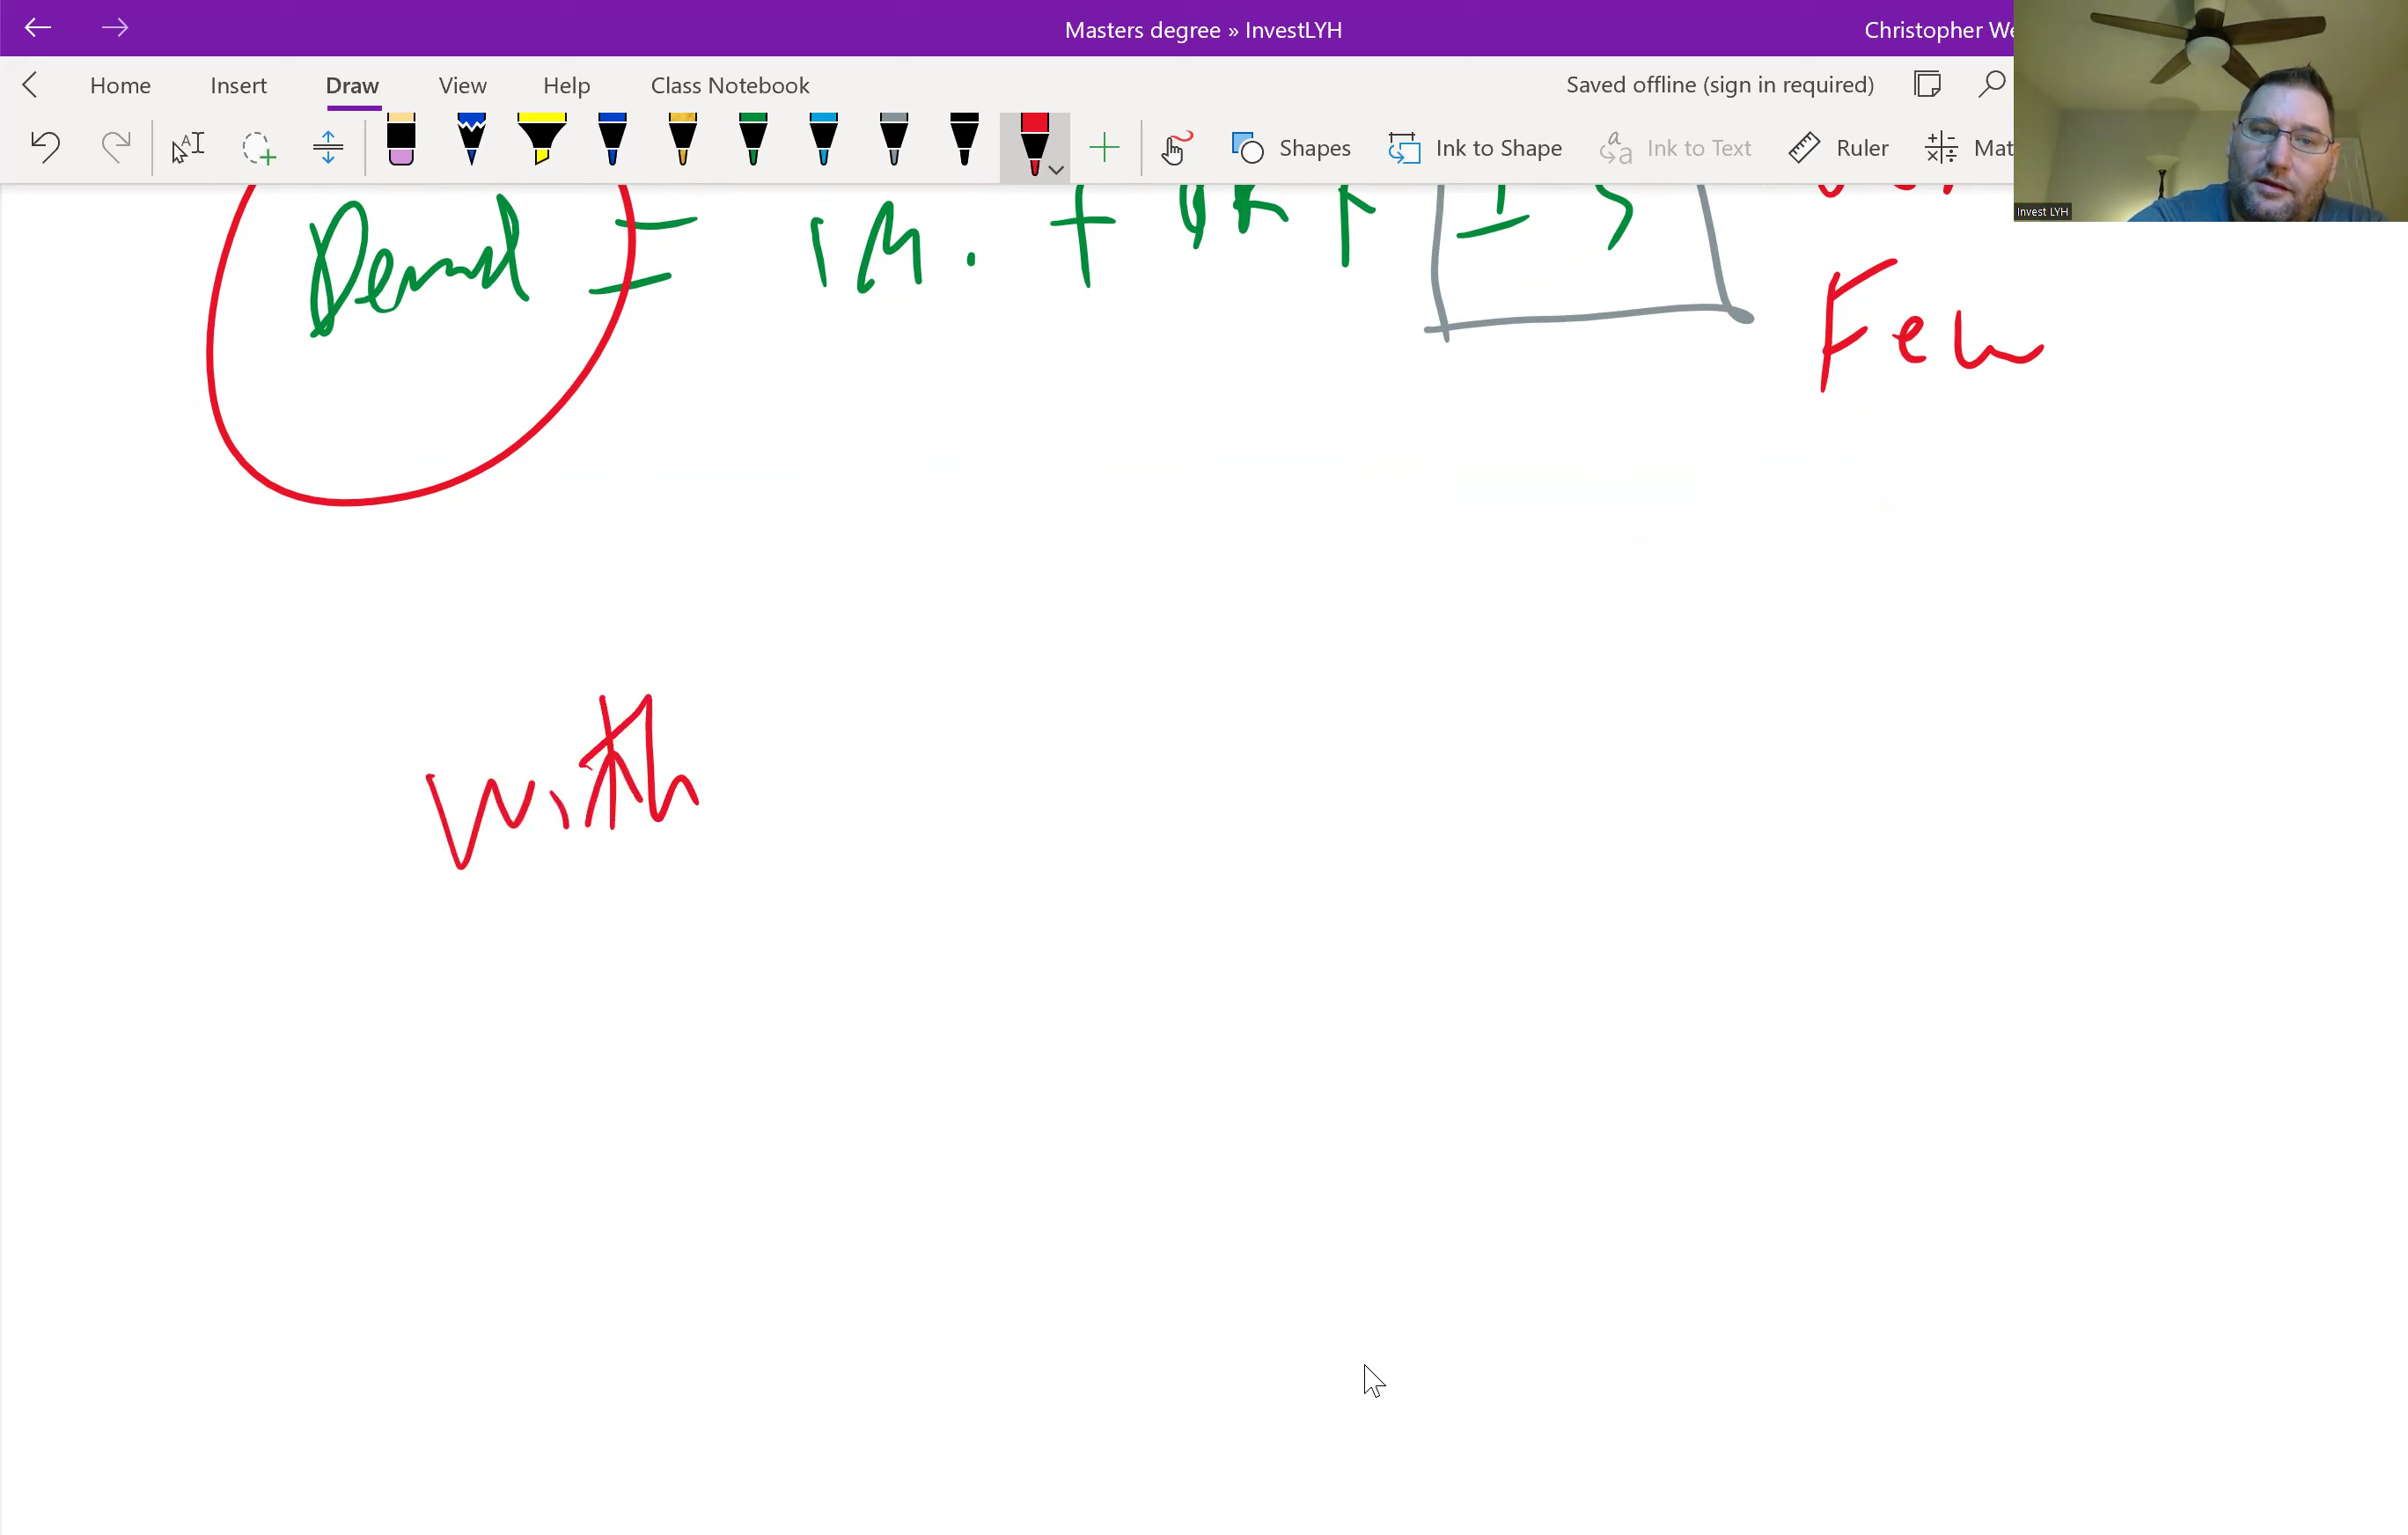 Masters degree » InvestLYH
Christopher We
Home Insert Draw View Help Class Notebook
Saved offline (sign in required)
Shapes Ink to Shape Ink to Text Ruler Mat
Invest LYH
= 1M. +
Few
With